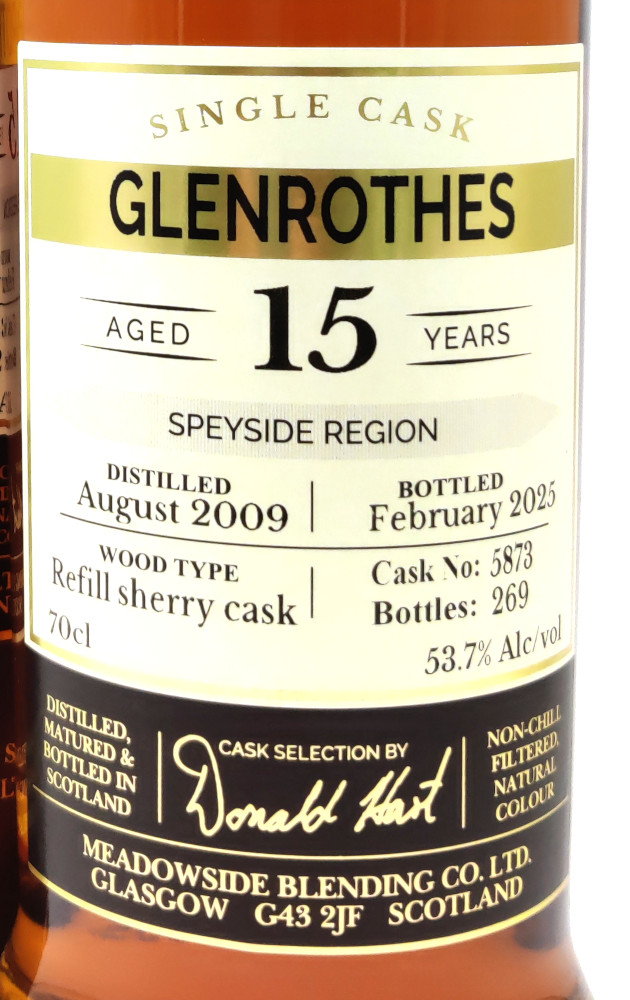 SINGLE CASK
GLENROTHES
AGED 15 YEARS
SPEYSIDE REGION
DISTILLED
August 2009
BOTTLED
February 2025
WOOD TYPE
Refill sherry cask
Cask No: 5873
Bottles: 269
70cl
53.7% Alc/vol
DISTILLED,
MATURED &
BOTTLED IN
SCOTLAND
CASK SELECTION BY
Donald Hart
NON-CHILL
FILTERED,
NATURAL
COLOUR
MEADOWSIDE BLENDING CO. LTD.
GLASGOW G43 2JF SCOTLAND